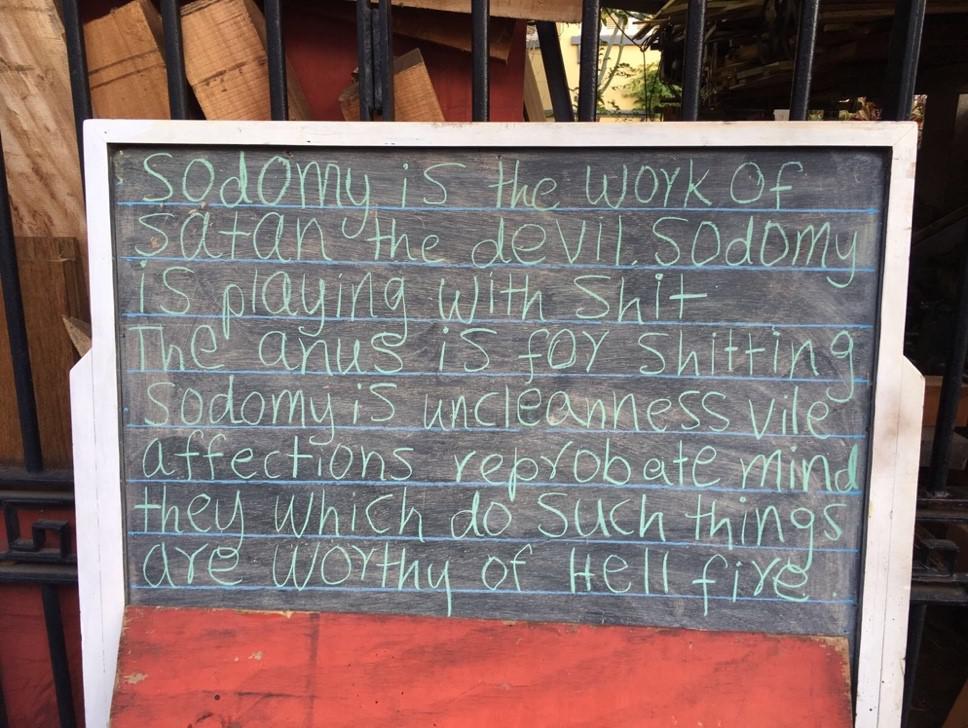 Sodomy is the work of
satan the devil. Sodomy
is playing with Shit
The anus is for Shitting
Sodomy is uncleanness vile
affections reprobate mind
they which do Such things
are worthy of Hell fire.